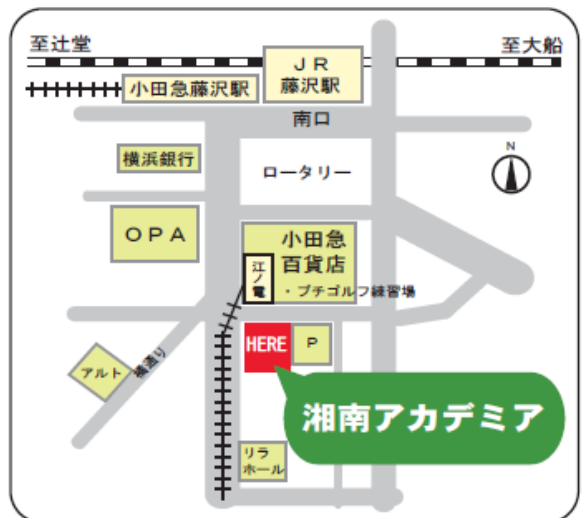 至辻堂
至大船
ＪＲ
藤沢駅
小田急藤沢駅
南口
横浜銀行
ロータリー
N
ＯＰＡ
小田急
百貨店
江ノ電
・プチゴルフ練習場
HERE
P
アルト
湘南アカデミア
リラ
ホール